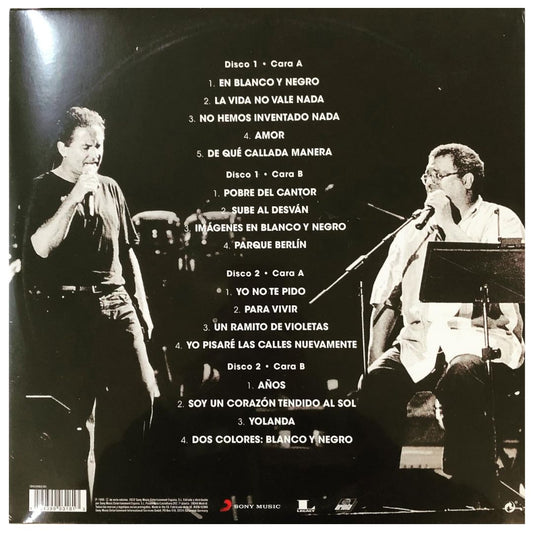 Disco 1 • Cara A
1. EN BLANCO Y NEGRO
2. LA VIDA NO VALE NADA
3. NO HEMOS INVENTADO NADA
4. AMOR
5. DE QUÉ CALLADA MANERA
Disco 1 • Cara B
1. POBRE DEL CANTOR
2. SUBE AL DESVÁN
3. IMÁGENES EN BLANCO Y NEGRO
4. PARQUE BERLÍN
Disco 2 • Cara A
1. YO NO TE PIDO
2. PARA VIVIR
3. UN RAMITO DE VIOLETAS
4. YO PISARÉ LAS CALLES NUEVAMENTE
Disco 2 • Cara B
1. AÑOS
2. SOY UN CORAZÓN TENDIDO AL SOL
3. YOLANDA
4. DOS COLORES: BLANCO Y NEGRO
SONY MUSIC
LEGACY